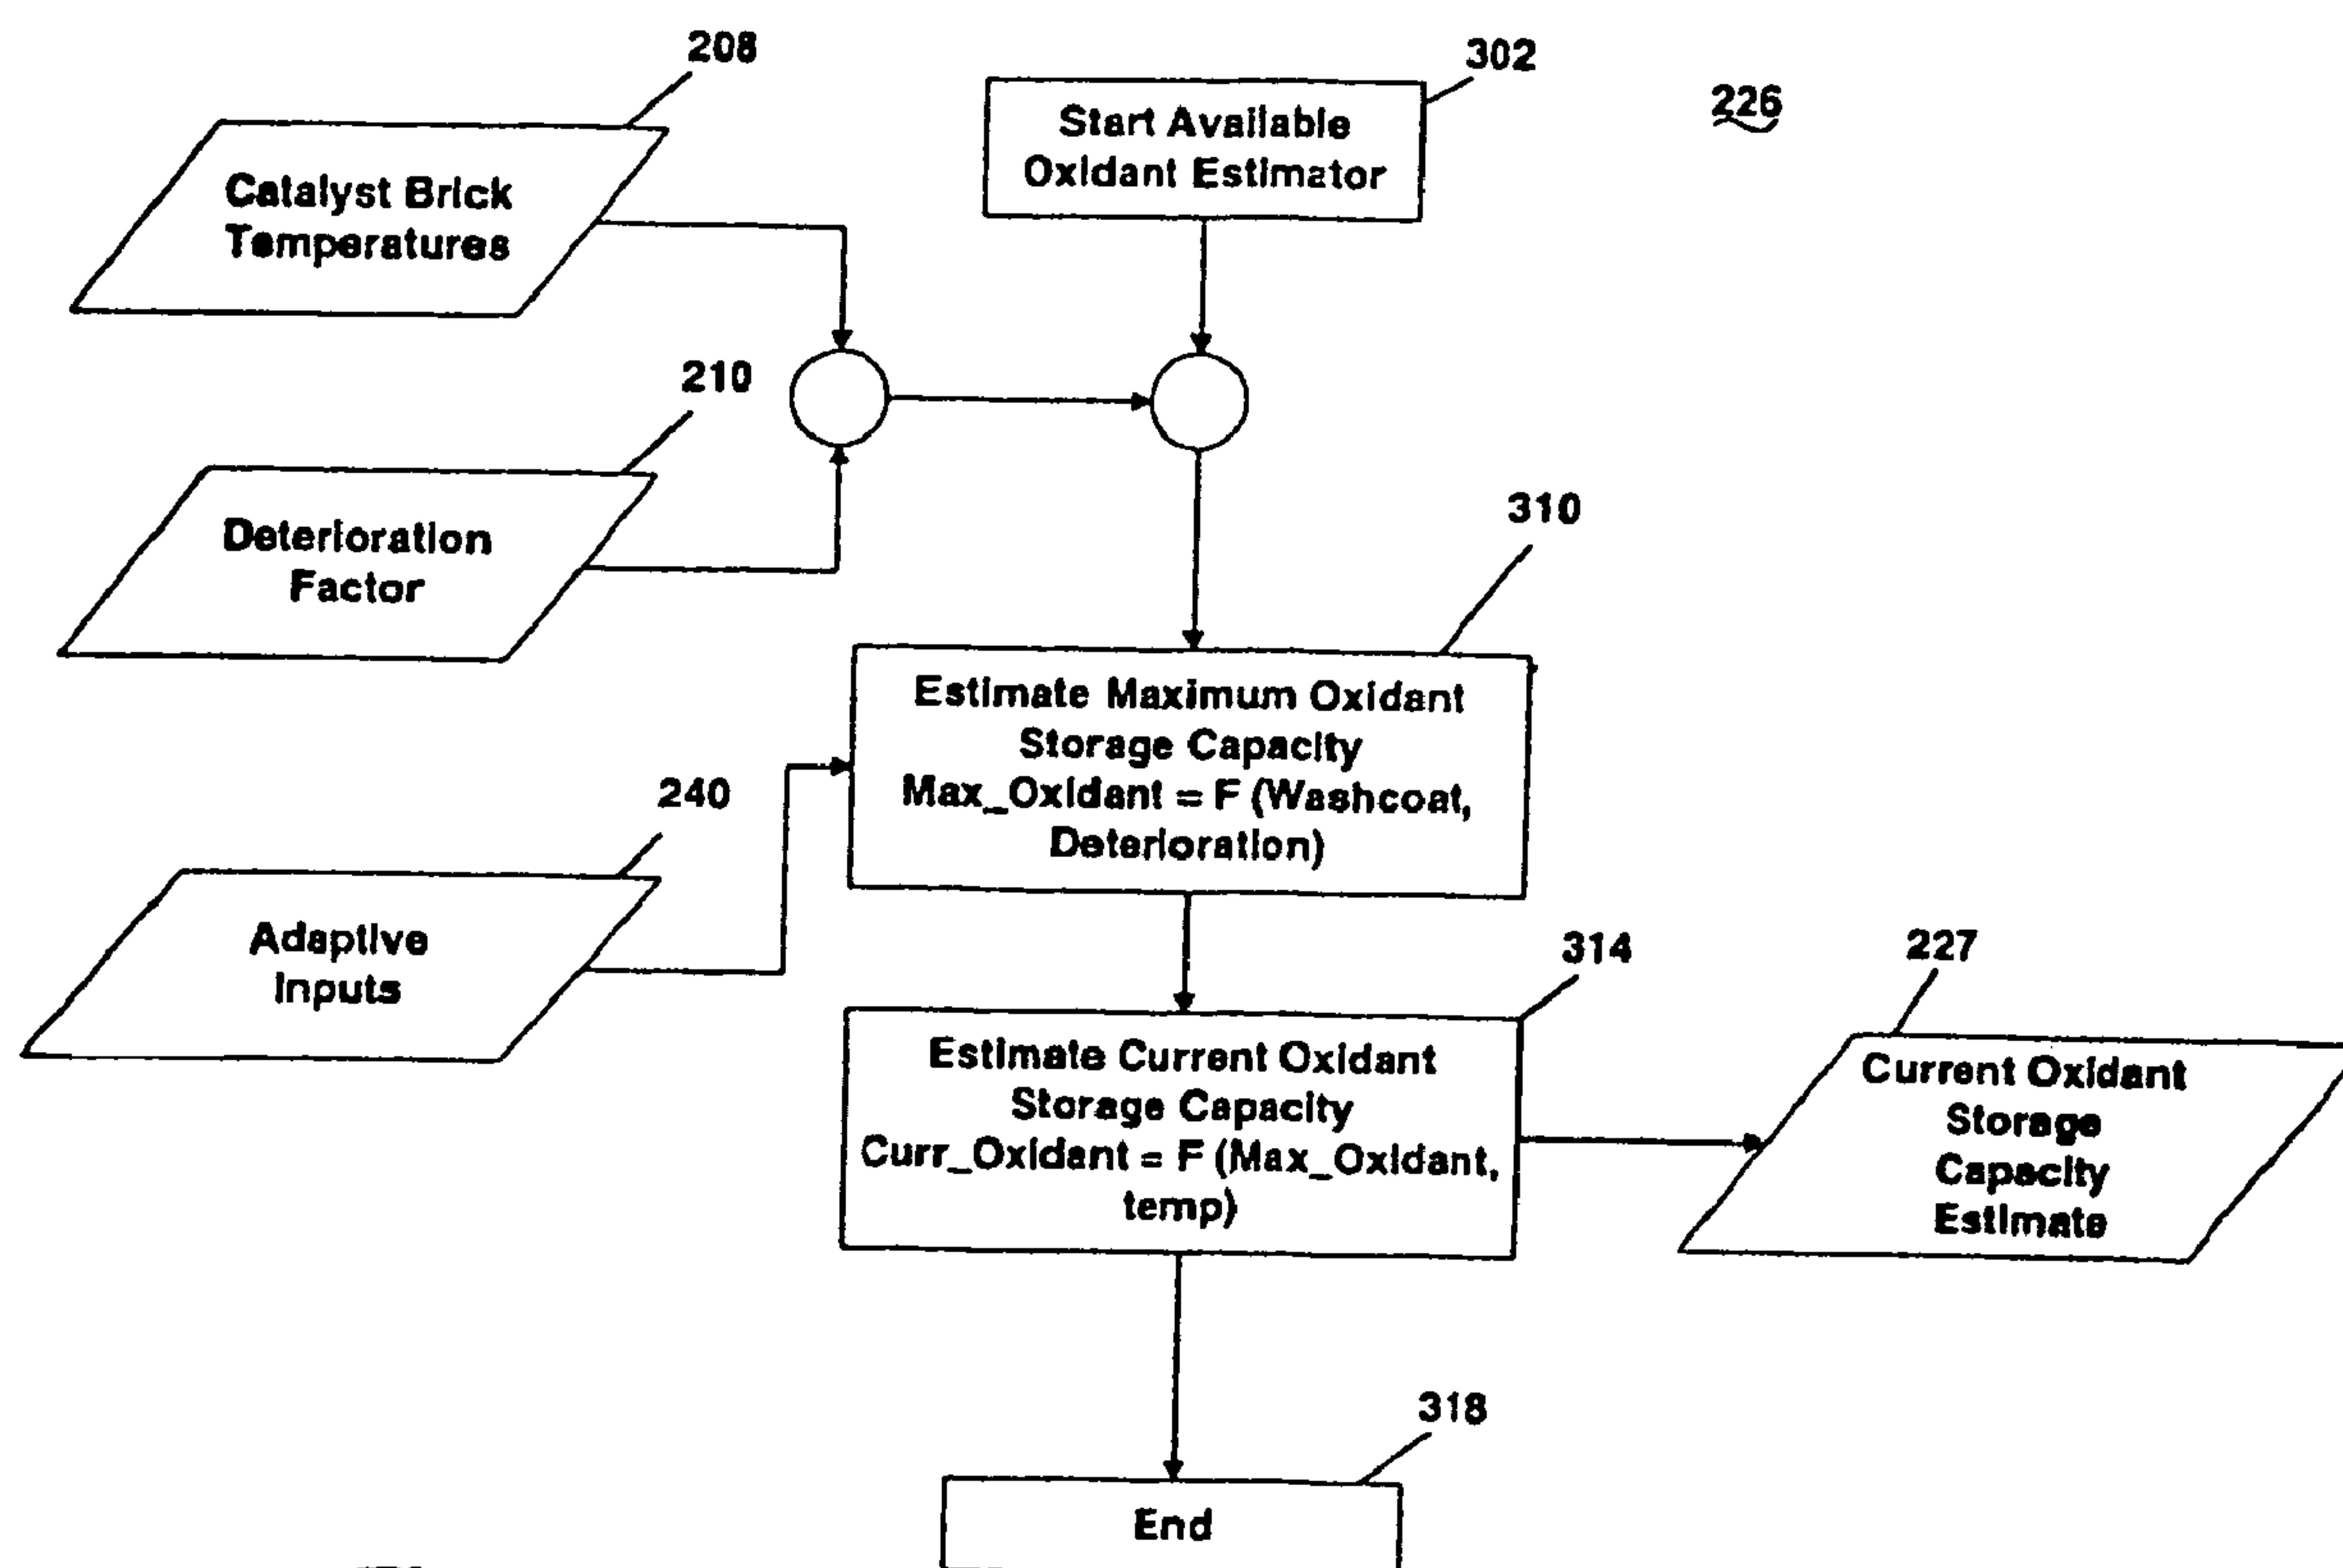 208
302
226
Start Available
Oxidant Estimator
Catalyst Brick
Temperatures
210
Deterioration
Factor
310
Estimate Maximum Oxidant
Storage Capacity
Max_Oxidant = F (Washcoat,
Deterioration)
240
Adaptive
Inputs
314
Estimate Current Oxidant
Storage Capacity
Curr_Oxidant = F (Max_Oxidant,
temp)
227
Current Oxidant
Storage
Capacity
Estimate
318
End